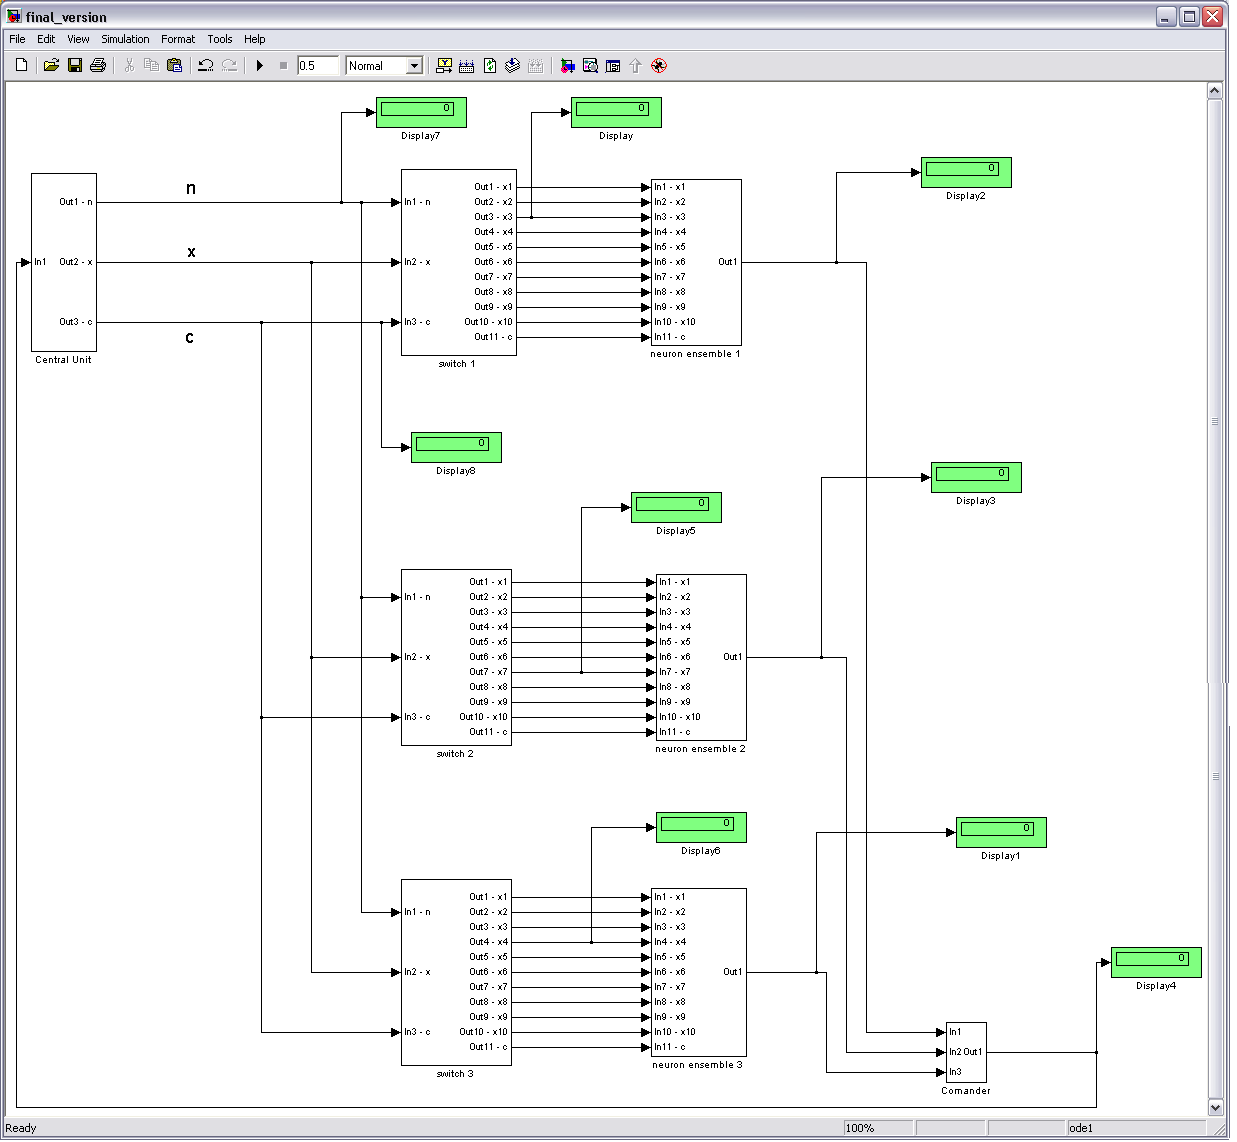 final_version
File Edit View Simulation Format Tools Help
0.5 Normal
0
Display7
0
Display
0
Display2
n
x
c
Out1 - n
In1 Out2 - x
Out3 - c
Central Unit
In1 - n
In2 - x
In3 - c
Out1 - x1
Out2 - x2
Out3 - x3
Out4 - x4
Out5 - x5
Out6 - x6
Out7 - x7
Out8 - x8
Out9 - x9
Out10 - x10
Out11 - c
switch 1
In1 - x1
In2 - x2
In3 - x3
In4 - x4
In5 - x5
In6 - x6
In7 - x7
In8 - x8
In9 - x9
In10 - x10
In11 - c
Out1
neuron ensemble 1
0
Display8
0
Display3
0
Display5
In1 - n
In2 - x
In3 - c
Out1 - x1
Out2 - x2
Out3 - x3
Out4 - x4
Out5 - x5
Out6 - x6
Out7 - x7
Out8 - x8
Out9 - x9
Out10 - x10
Out11 - c
switch 2
In1 - x1
In2 - x2
In3 - x3
In4 - x4
In5 - x5
In6 - x6
In7 - x7
In8 - x8
In9 - x9
In10 - x10
In11 - c
Out1
neuron ensemble 2
0
Display6
0
Display1
In1 - n
In2 - x
In3 - c
Out1 - x1
Out2 - x2
Out3 - x3
Out4 - x4
Out5 - x5
Out6 - x6
Out7 - x7
Out8 - x8
Out9 - x9
Out10 - x10
Out11 - c
switch 3
In1 - x1
In2 - x2
In3 - x3
In4 - x4
In5 - x5
In6 - x6
In7 - x7
In8 - x8
In9 - x9
In10 - x10
In11 - c
Out1
neuron ensemble 3
0
Display4
In1
In2 Out1
In3
Comander
Ready 100% ode1